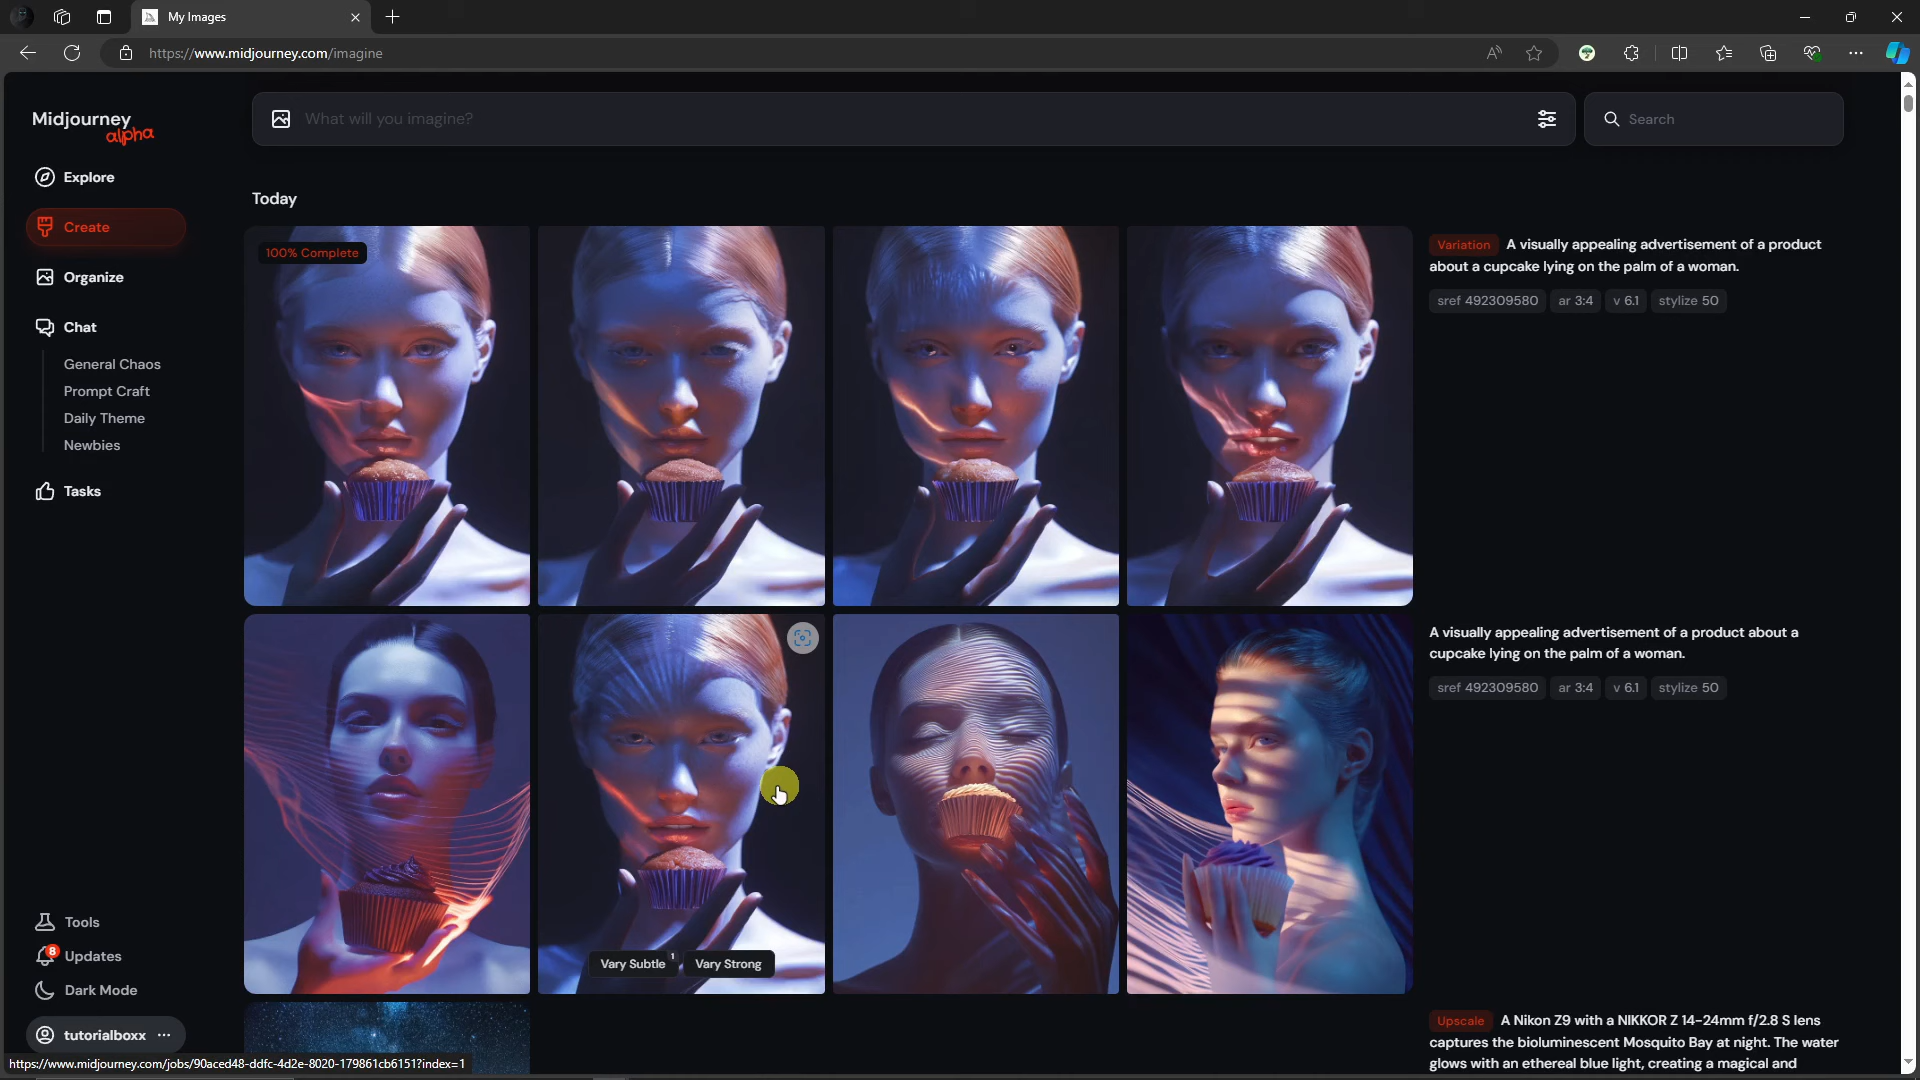 My Images
https://www.midjourney.com/imagine
Midjourney
alpha
What will you imagine?
Search
Explore
Create
Organize
Chat
General Chaos
Prompt Craft
Daily Theme
Newbies
Tasks
Today
100% Complete
Variation A visually appealing advertisement of a product
about a cupcake lying on the palm of a woman.
sref 492309580 ar 3:4 v 6.1 stylize 50
A visually appealing advertisement of a product about a
cupcake lying on the palm of a woman.
sref 492309580 ar 3:4 v 6.1 stylize 50
Vary Subtle 1 Vary Strong
Upscale A Nikon Z9 with a NIKKOR Z 14-24mm f/2.8 S lens
captures the bioluminescent Mosquito Bay at night. The water
glows with an ethereal blue light, creating a magical and
Tools
8
Updates
Dark Mode
tutorialboxx ...
https://www.midjourney.com/jobs/90aced48-ddfc-4d2e-8020-179861cb6151?index=1